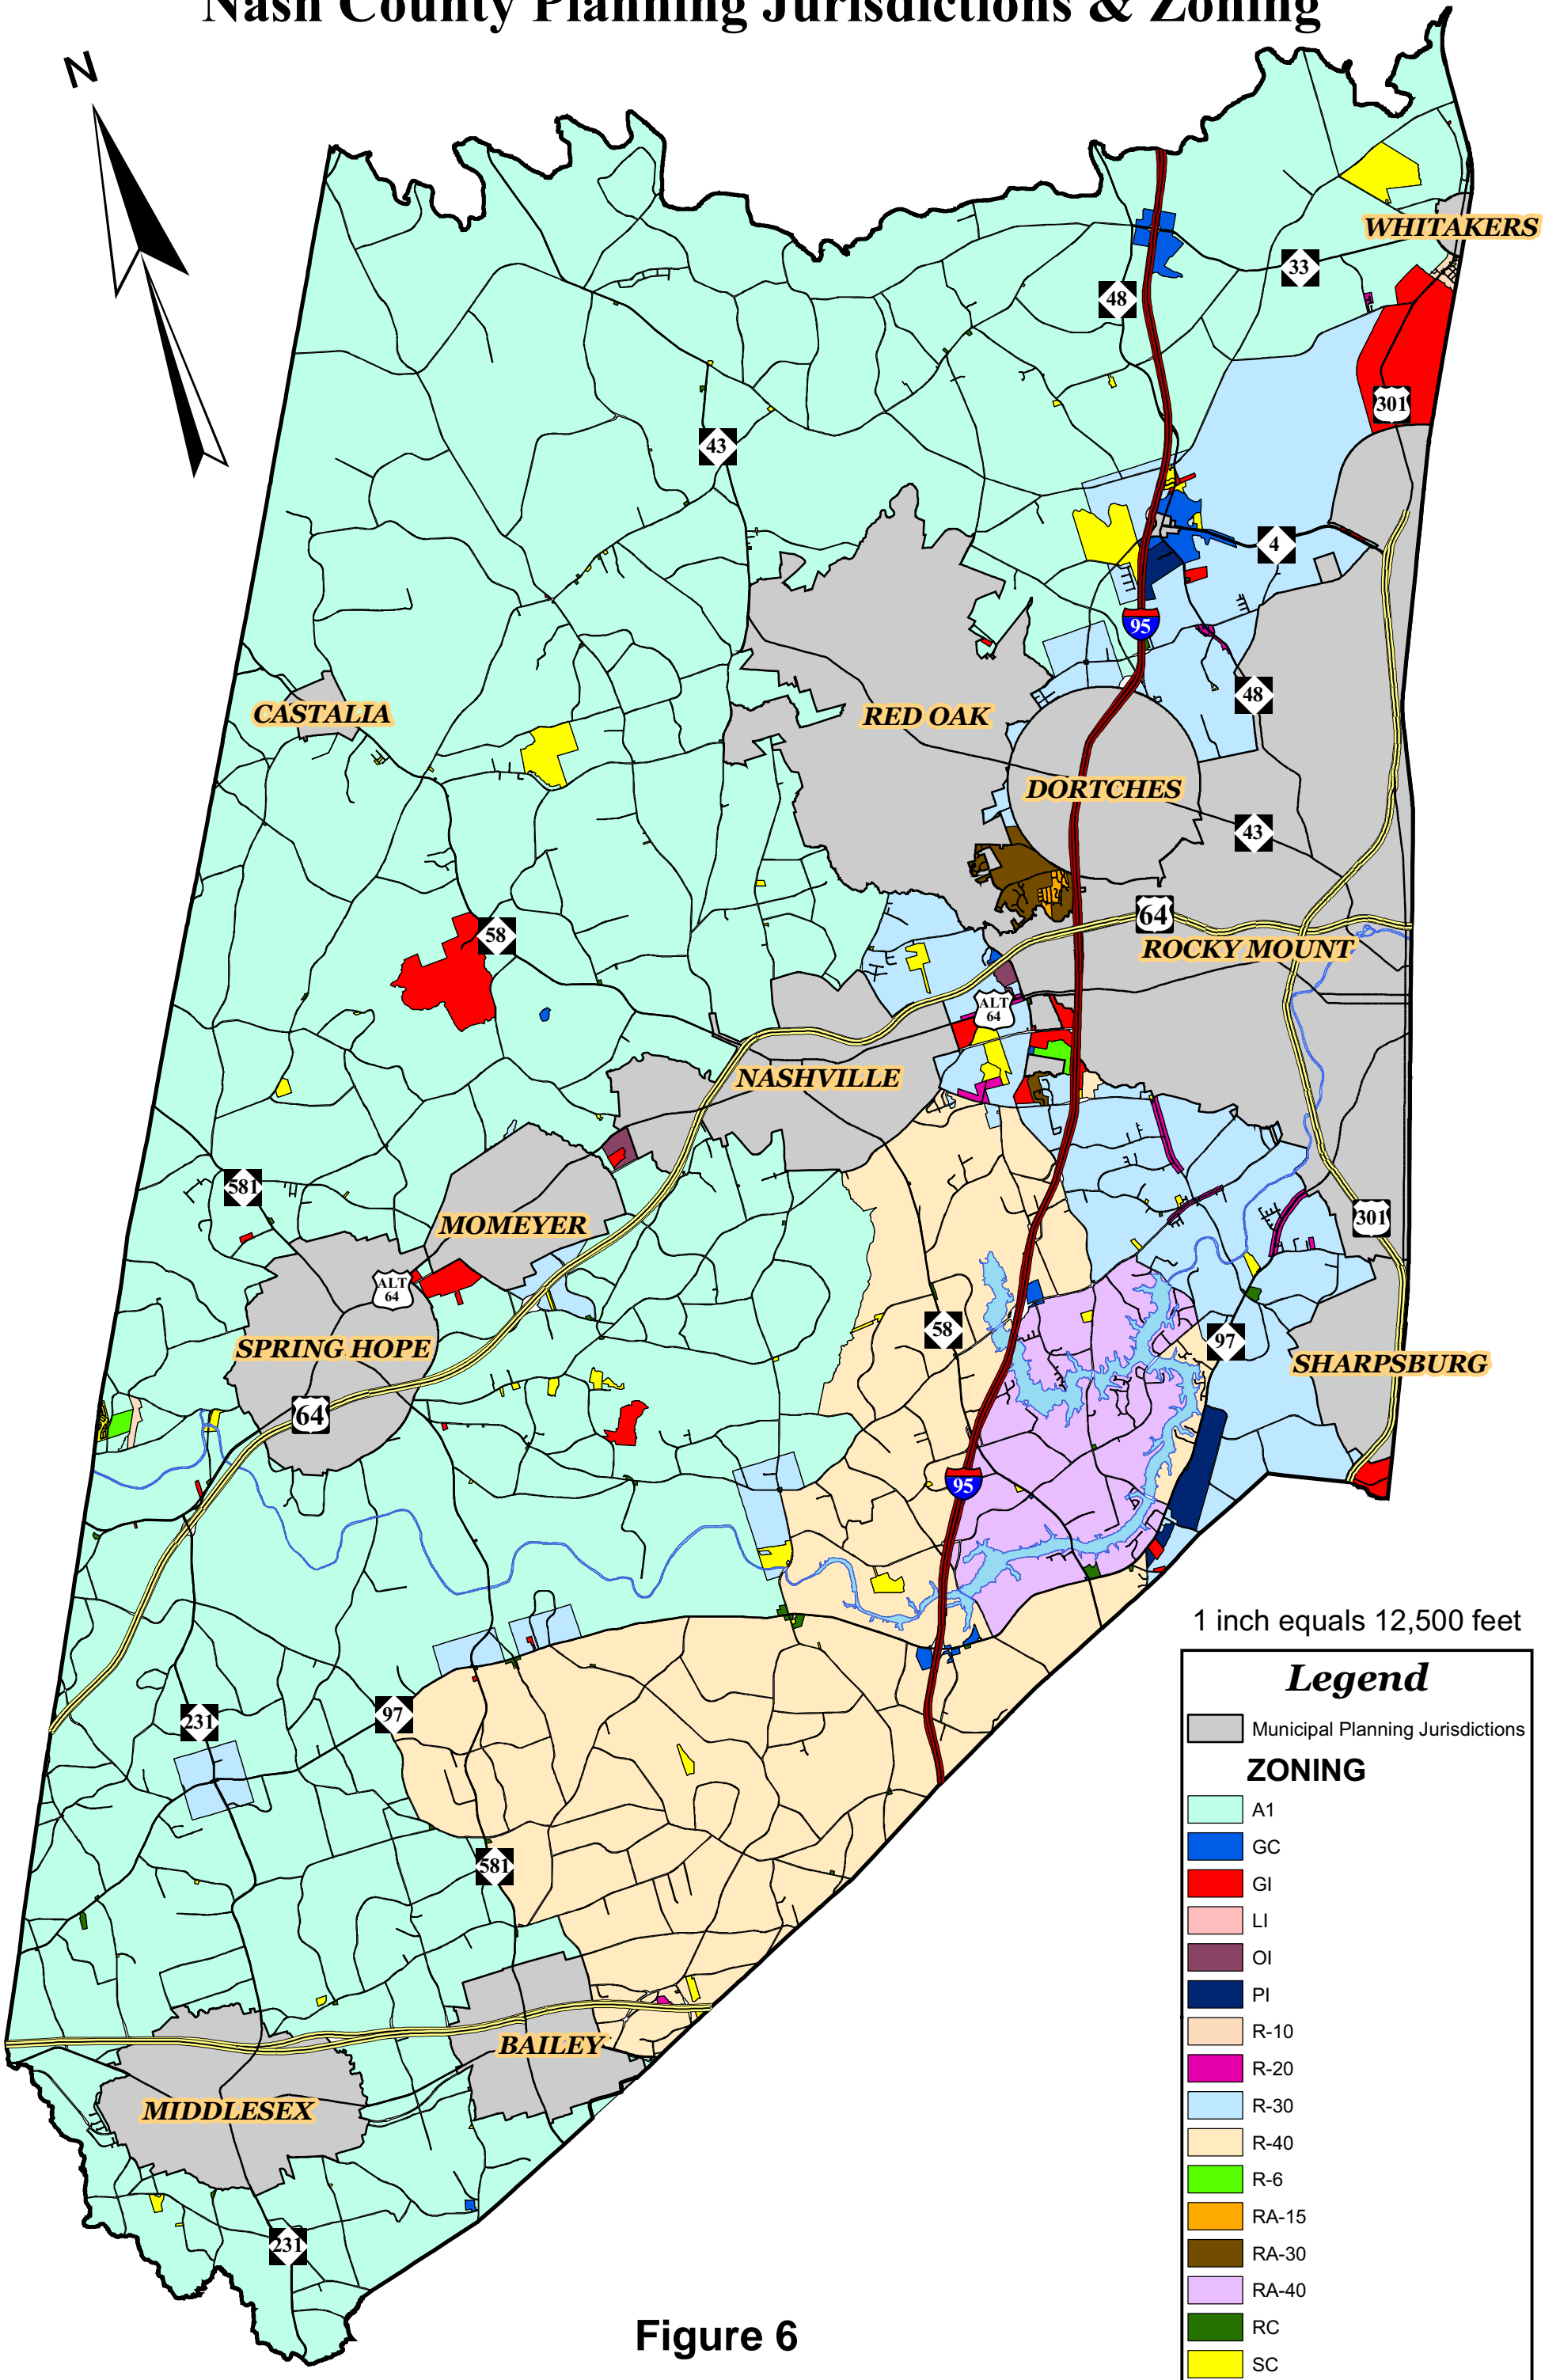 Nash County Planning Jurisdictions & Zoning
N
WHITAKERS
33
48
301
43
4
95
48
CASTALIA
RED OAK
DORTCHES
43
64
58
ROCKY MOUNT
ALT
64
NASHVILLE
581
301
MOMEYER
ALT
64
58
97
SPRING HOPE
SHARPSBURG
64
95
1 inch equals 12,500 feet
97
231
581
BAILEY
MIDDLESEX
231
Legend
Municipal Planning Jurisdictions
ZONING
A1
GC
GI
LI
OI
PI
R-10
R-20
R-30
R-40
R-6
RA-15
RA-30
RA-40
RC
SC
Figure 6